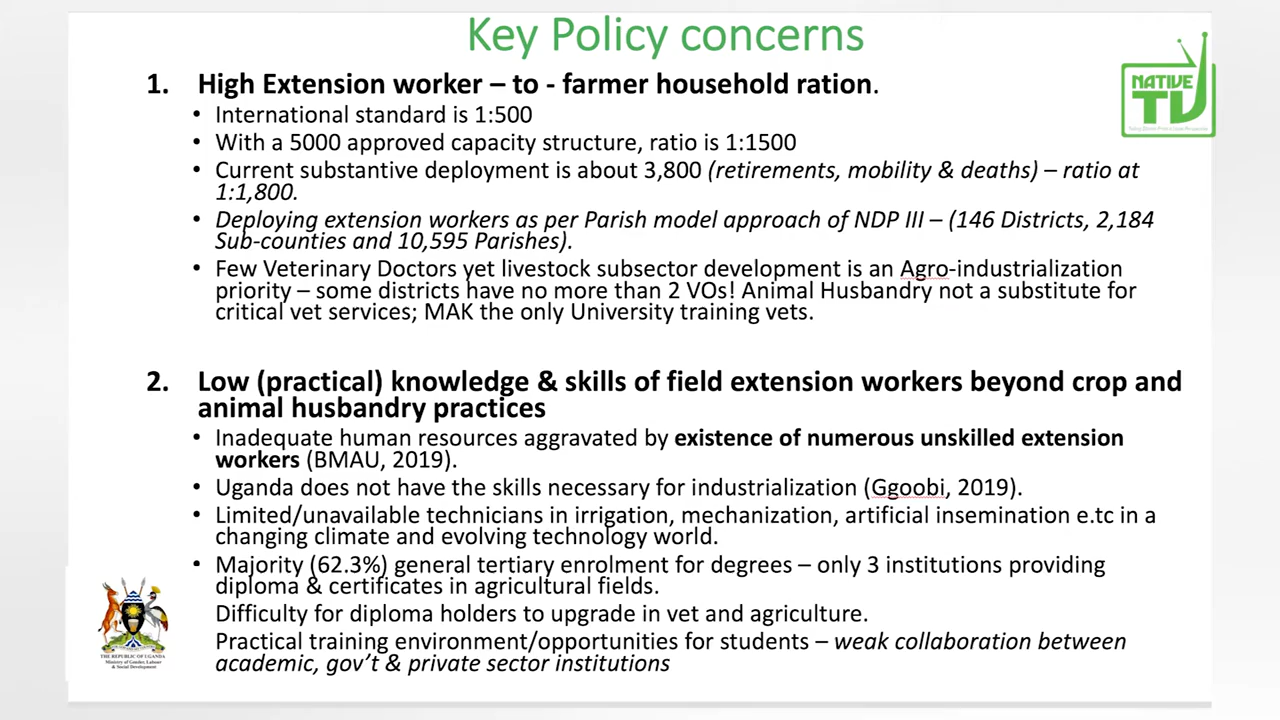 Key Policy concerns
NATIVE
TV
1. High Extension worker – to - farmer household ration.
• International standard is 1:500
• With a 5000 approved capacity structure, ratio is 1:1500
• Current substantive deployment is about 3,800 (retirements, mobility & deaths) – ratio at
1:1,800.
• Deploying extension workers as per Parish model approach of NDP III – (146 Districts, 2,184
Sub-counties and 10,595 Parishes).
• Few Veterinary Doctors yet livestock subsector development is an Agro-industrialization
priority – some districts have no more than 2 VOs! Animal Husbandry not a substitute for
critical vet services; MAK the only University training vets.
2. Low (practical) knowledge & skills of field extension workers beyond crop and
animal husbandry practices
• Inadequate human resources aggravated by existence of numerous unskilled extension
workers (BMAU, 2019).
• Uganda does not have the skills necessary for industrialization (Ggoobi, 2019).
• Limited/unavailable technicians in irrigation, mechanization, artificial insemination e.tc in a
changing climate and evolving technology world.
• Majority (62.3%) general tertiary enrolment for degrees – only 3 institutions providing
diploma & certificates in agricultural fields.
Difficulty for diploma holders to upgrade in vet and agriculture.
Practical training environment/opportunities for students – weak collaboration between
academic, gov’t & private sector institutions
THE REPUBLIC OF UGANDA
Ministry of Gender, Labour
& Social Development